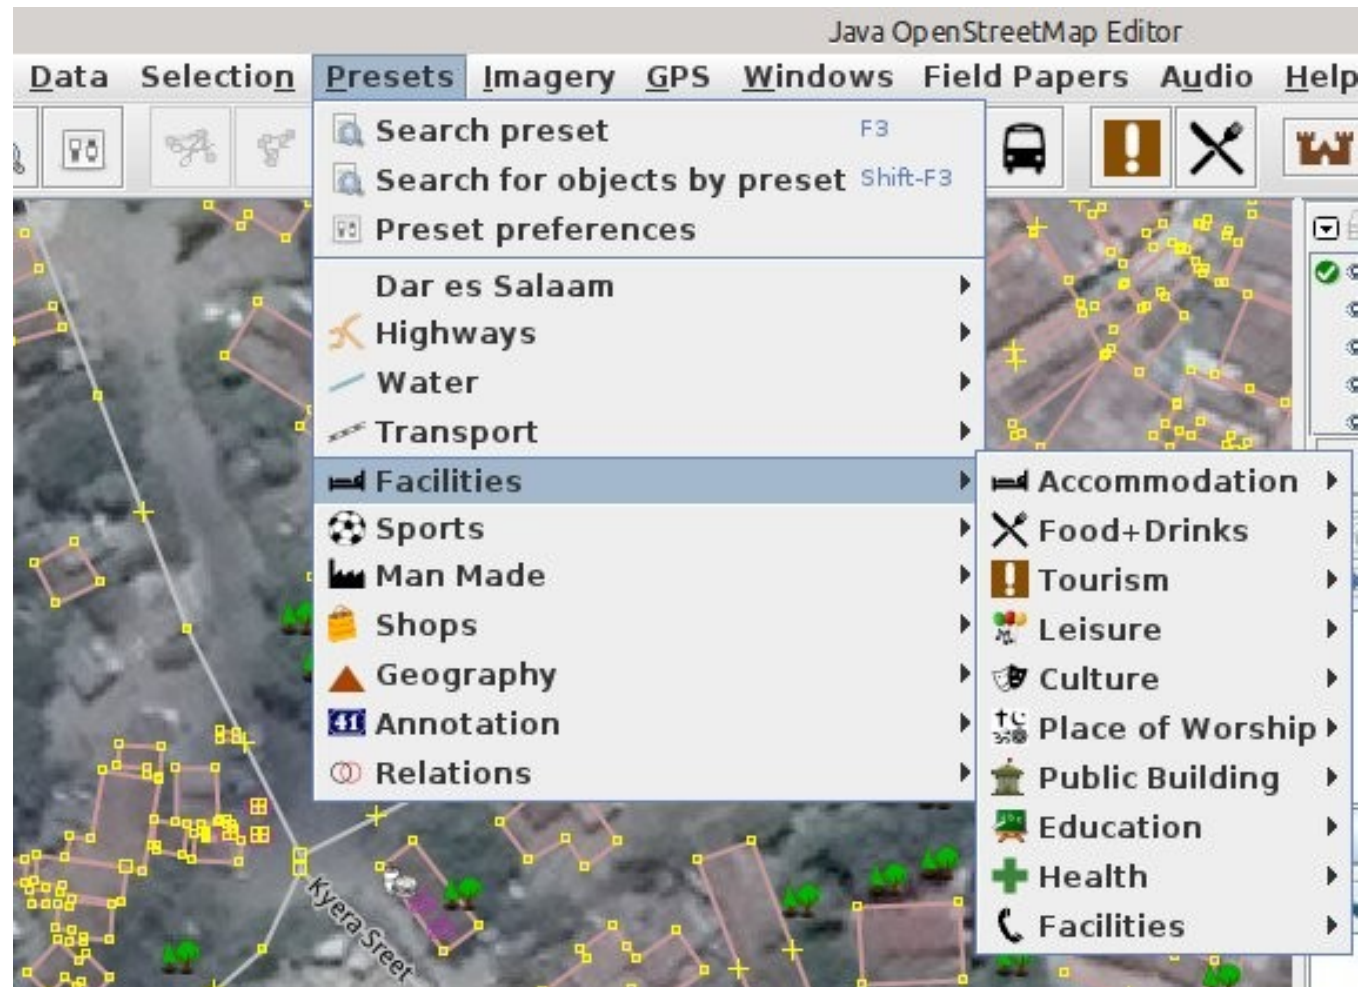 Java OpenStreetMap Editor
Data Selection Presets Imagery GPS Windows Field Papers Audio Help
Search preset F3
Search for objects by preset Shift-F3
Preset preferences
Dar es Salaam
Highways
Water
Transport
Facilities
Sports
Man Made
Shops
Geography
41 Annotation
Relations
Accommodation
Food+Drinks
Tourism
Leisure
Culture
Place of Worship
Public Building
Education
Health
Facilities
Kyera Sreet